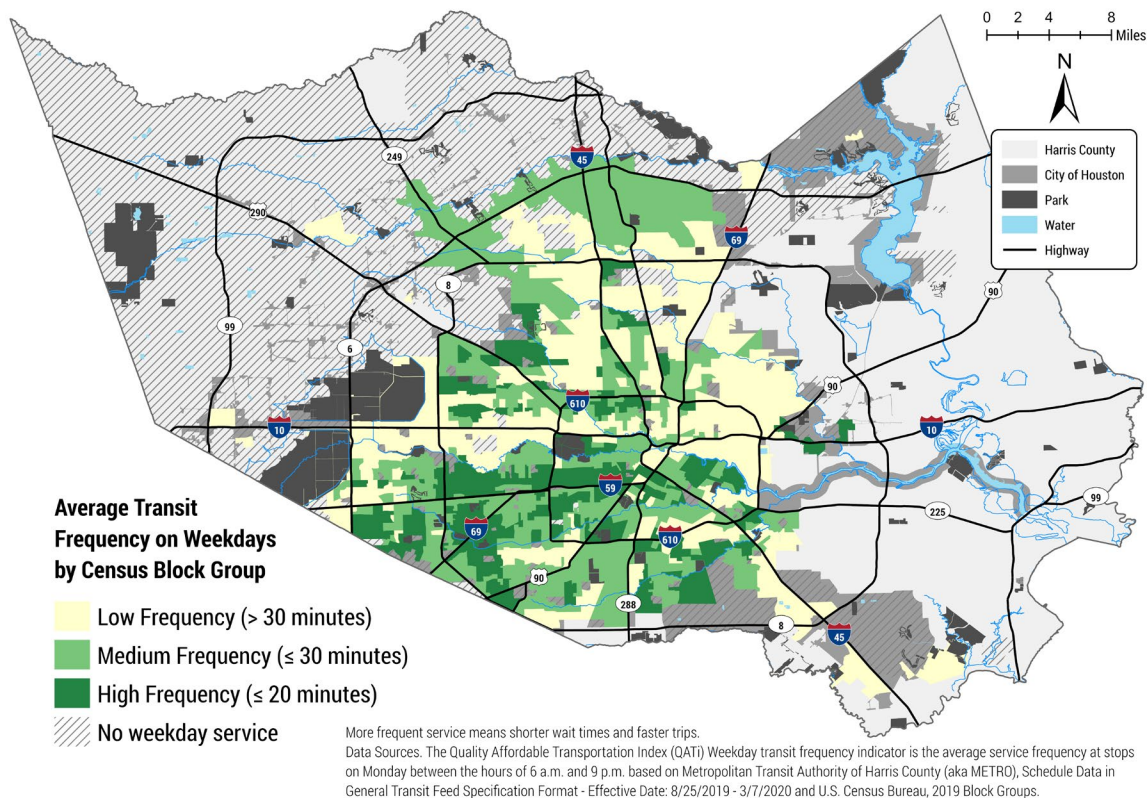 0 2 4 8
Miles
N
Harris County
City of Houston
Park
Water
Highway
45
249
290
69
8
90
99
6
90
610
10
10
59
99
69
225
610
90
288
8
45
Average Transit
Frequency on Weekdays
by Census Block Group
Low Frequency (> 30 minutes)
Medium Frequency (≤ 30 minutes)
High Frequency (≤ 20 minutes)
No weekday service
More frequent service means shorter wait times and faster trips.
Data Sources. The Quality Affordable Transportation Index (QATi) Weekday transit frequency indicator is the average service frequency at stops
on Monday between the hours of 6 a.m. and 9 p.m. based on Metropolitan Transit Authority of Harris County (aka METRO), Schedule Data in
General Transit Feed Specification Format - Effective Date: 8/25/2019 - 3/7/2020 and U.S. Census Bureau, 2019 Block Groups.